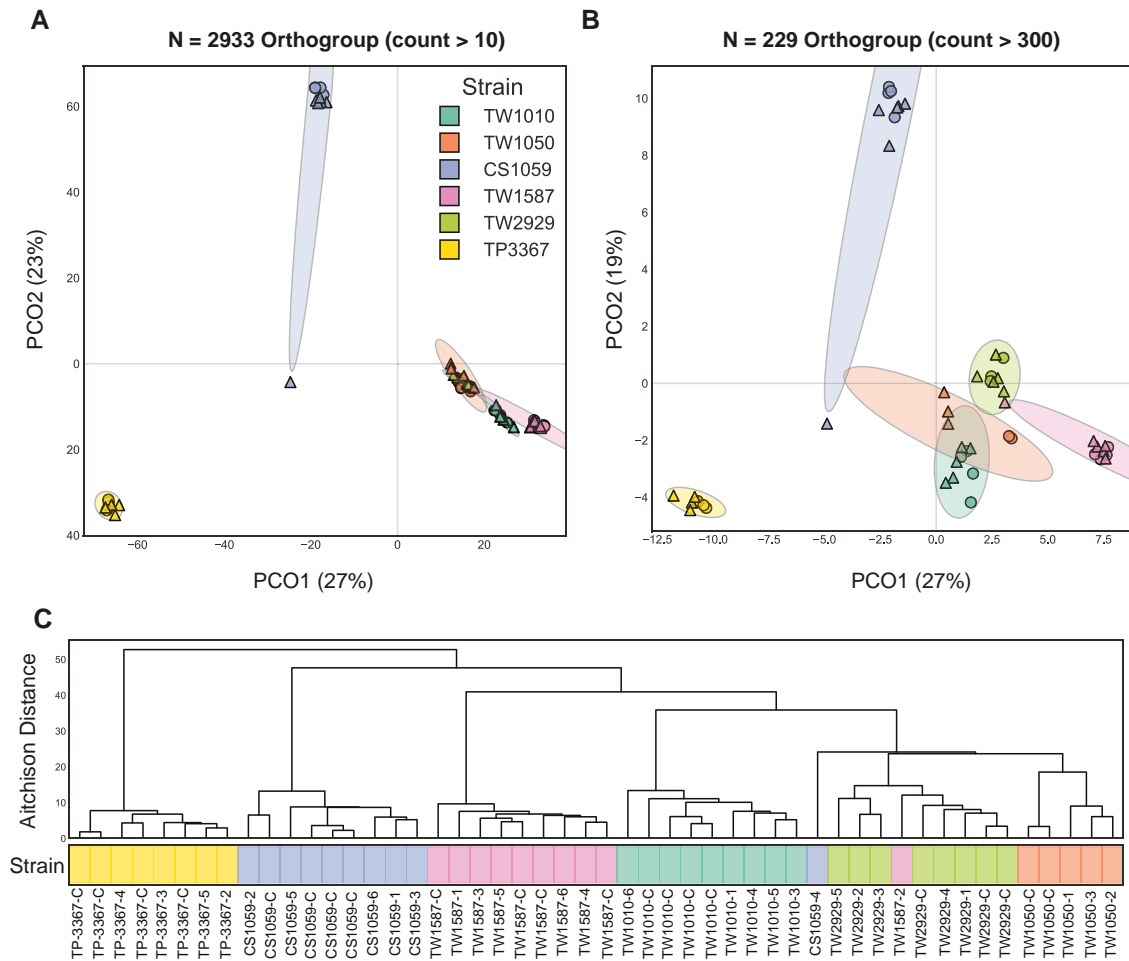 A
N = 2933 Orthogroup (count > 10)
60
40
20
0
20
40
PCO2 (23%)
−60
−40
−20
0
20
PCO1 (27%)
Strain
TW1010
TW1050
CS1059
TW1587
TW2929
TP3367
B
N = 229 Orthogroup (count > 300)
10
8
6
4
2
0
−2
−4
PCO2 (19%)
−12.5
−10.0
−7.5
−5.0
−2.5
0.0
2.5
5.0
7.5
PCO1 (27%)
C
Aitchison Distance
50
40
30
20
10
0
Strain
TP-3367-C
TP-3367-C
TP-3367-4
TP-3367-C
TP-3367-3
TP-3367-C
TP-3367-5
TP-3367-2
CS1059-2
CS1059-C
CS1059-5
CS1059-C
CS1059-C
CS1059-C
CS1059-6
CS1059-1
CS1059-3
TW1587-C
TW1587-1
TW1587-3
TW1587-5
TW1587-C
TW1587-C
TW1587-6
TW1587-4
TW1587-C
TW1010-6
TW1010-C
TW1010-C
TW1010-C
TW1010-C
TW1010-1
TW1010-4
TW1010-5
TW1010-3
CS1059-4
TW2929-5
TW2929-2
TW2929-3
TW1587-2
TW2929-C
TW2929-4
TW2929-1
TW2929-C
TW2929-C
TW1050-C
TW1050-C
TW1050-1
TW1050-3
TW1050-2